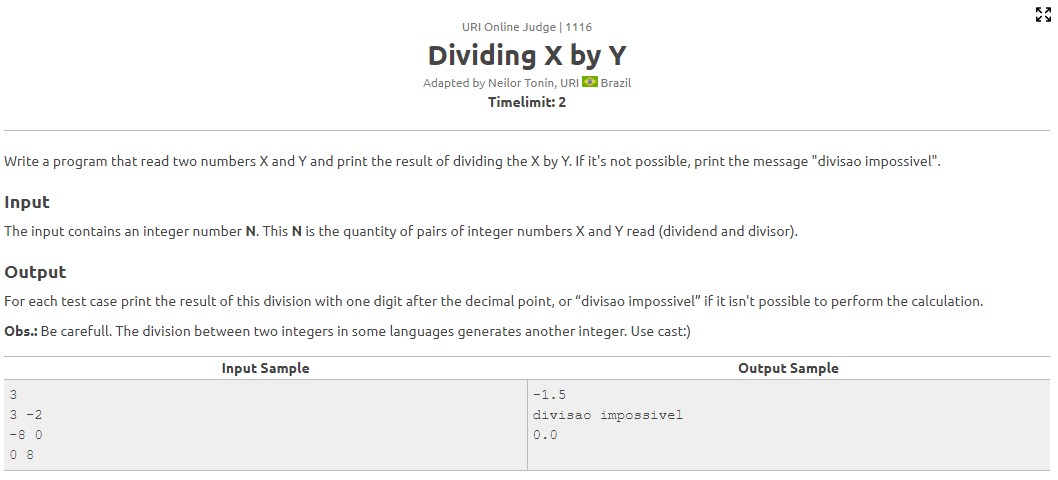 URI Online Judge | 1116
Dividing X by Y
Adapted by Neilor Tonin, URI Brazil
Timelimit: 2
Write a program that read two numbers X and Y and print the result of dividing the X by Y. If it's not possible, print the message "divisao impossivel".
Input
The input contains an integer number N. This N is the quantity of pairs of integer numbers X and Y read (dividend and divisor).
Output
For each test case print the result of this division with one digit after the decimal point, or “divisao impossivel” if it isn't possible to perform the calculation.
Obs.: Be carefull. The division between two integers in some languages generates another integer. Use cast:)
Input Sample
3
3 -2
-8 0
0 8
Output Sample
-1.5
divisao impossivel
0.0